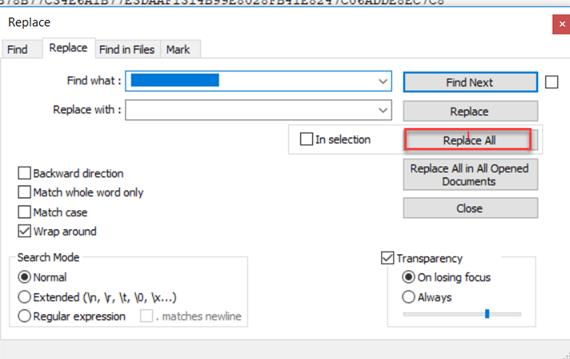 Replace
Find
Replace
Find in Files
Mark
Find what :
Find Next
Replace with :
Replace
In selection
Replace All
Backward direction
Replace All in All Opened
Documents
Match whole word only
Match case
Close
Wrap around
Search Mode
Normal
Extended (\n, \r, \t, \0, \x...)
Regular expression
. matches newline
Transparency
On losing focus
Always